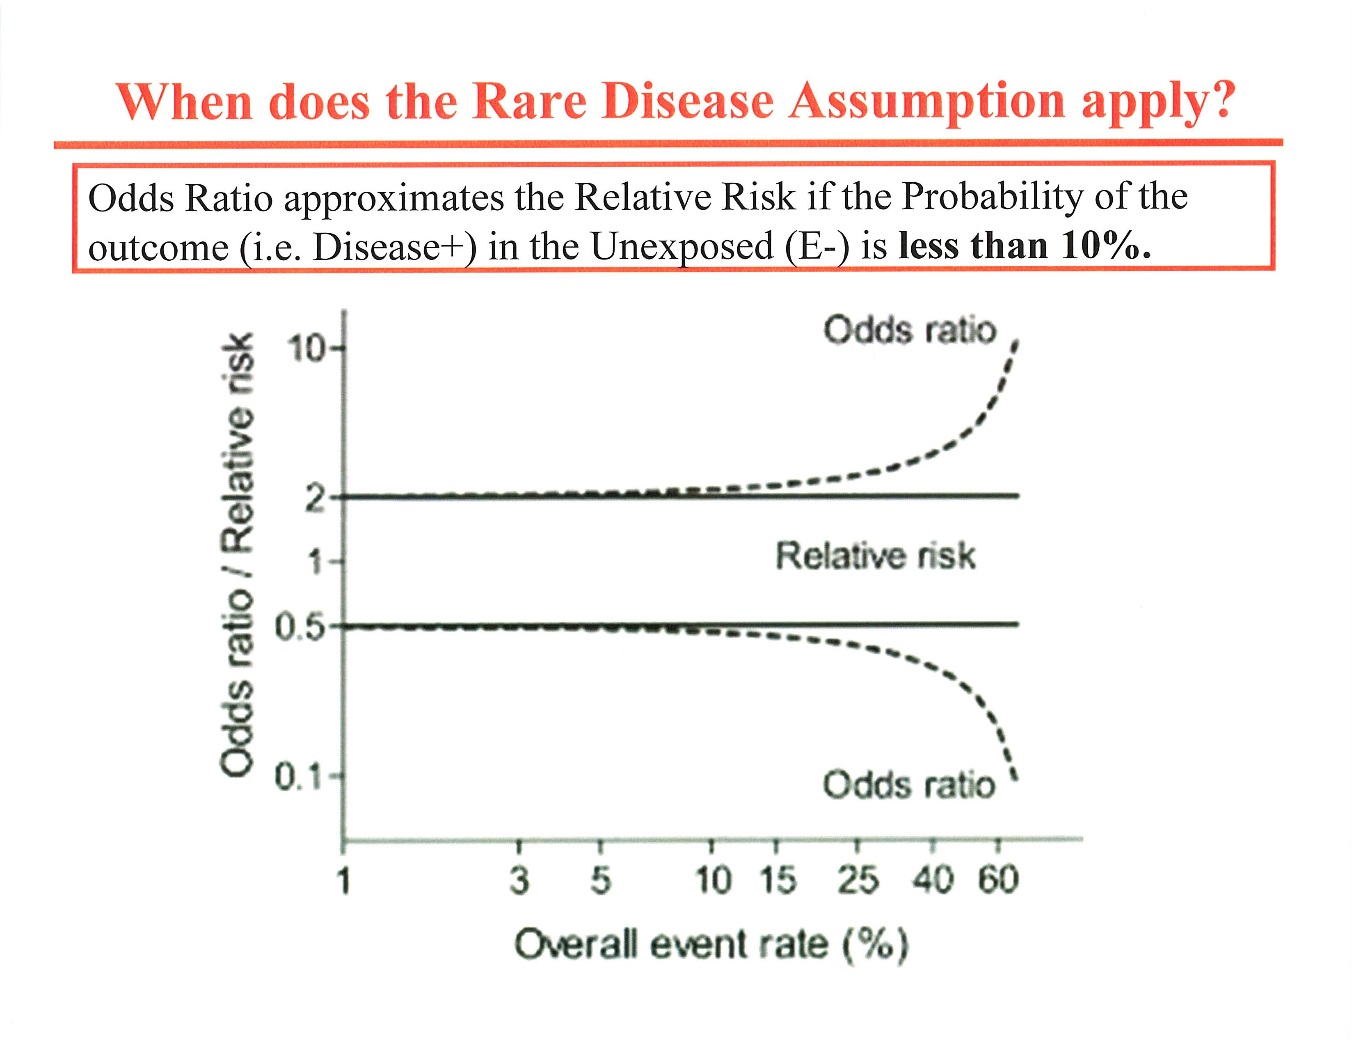 When does the Rare Disease Assumption apply?
Odds Ratio approximates the Relative Risk if the Probability of the
outcome (i.e. Disease+) in the Unexposed (E-) is less than 10%.
Odds ratio / Relative risk
10
2
1
0.5
0.1
Odds ratio
Relative risk
Odds ratio
1 3 5 10 15 25 40 60
Overall event rate (%)